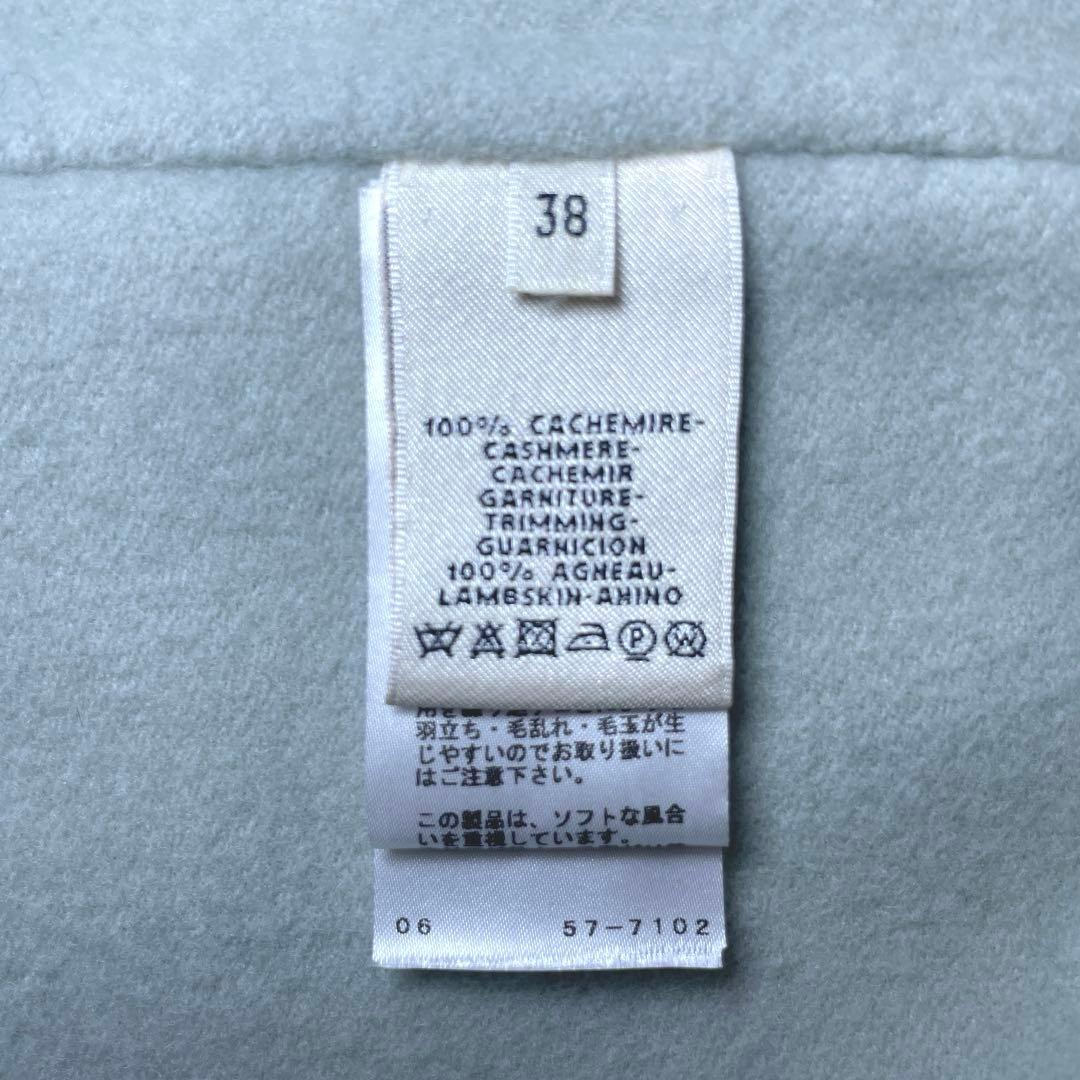 38
100% CACHEMIRE-
CASHMERE-
CACHEMIR
GARNITURE-
TRIMMING-
GUARNICION
100% AGNEAU-
LAMBSKIN-AHINO
P W
羽立ち・毛乱れ・毛玉が生
じやすいのでお取り扱いに
はご注意下さい。
この製品は、ソフトな風合
いを重視しています。
06 57-7102